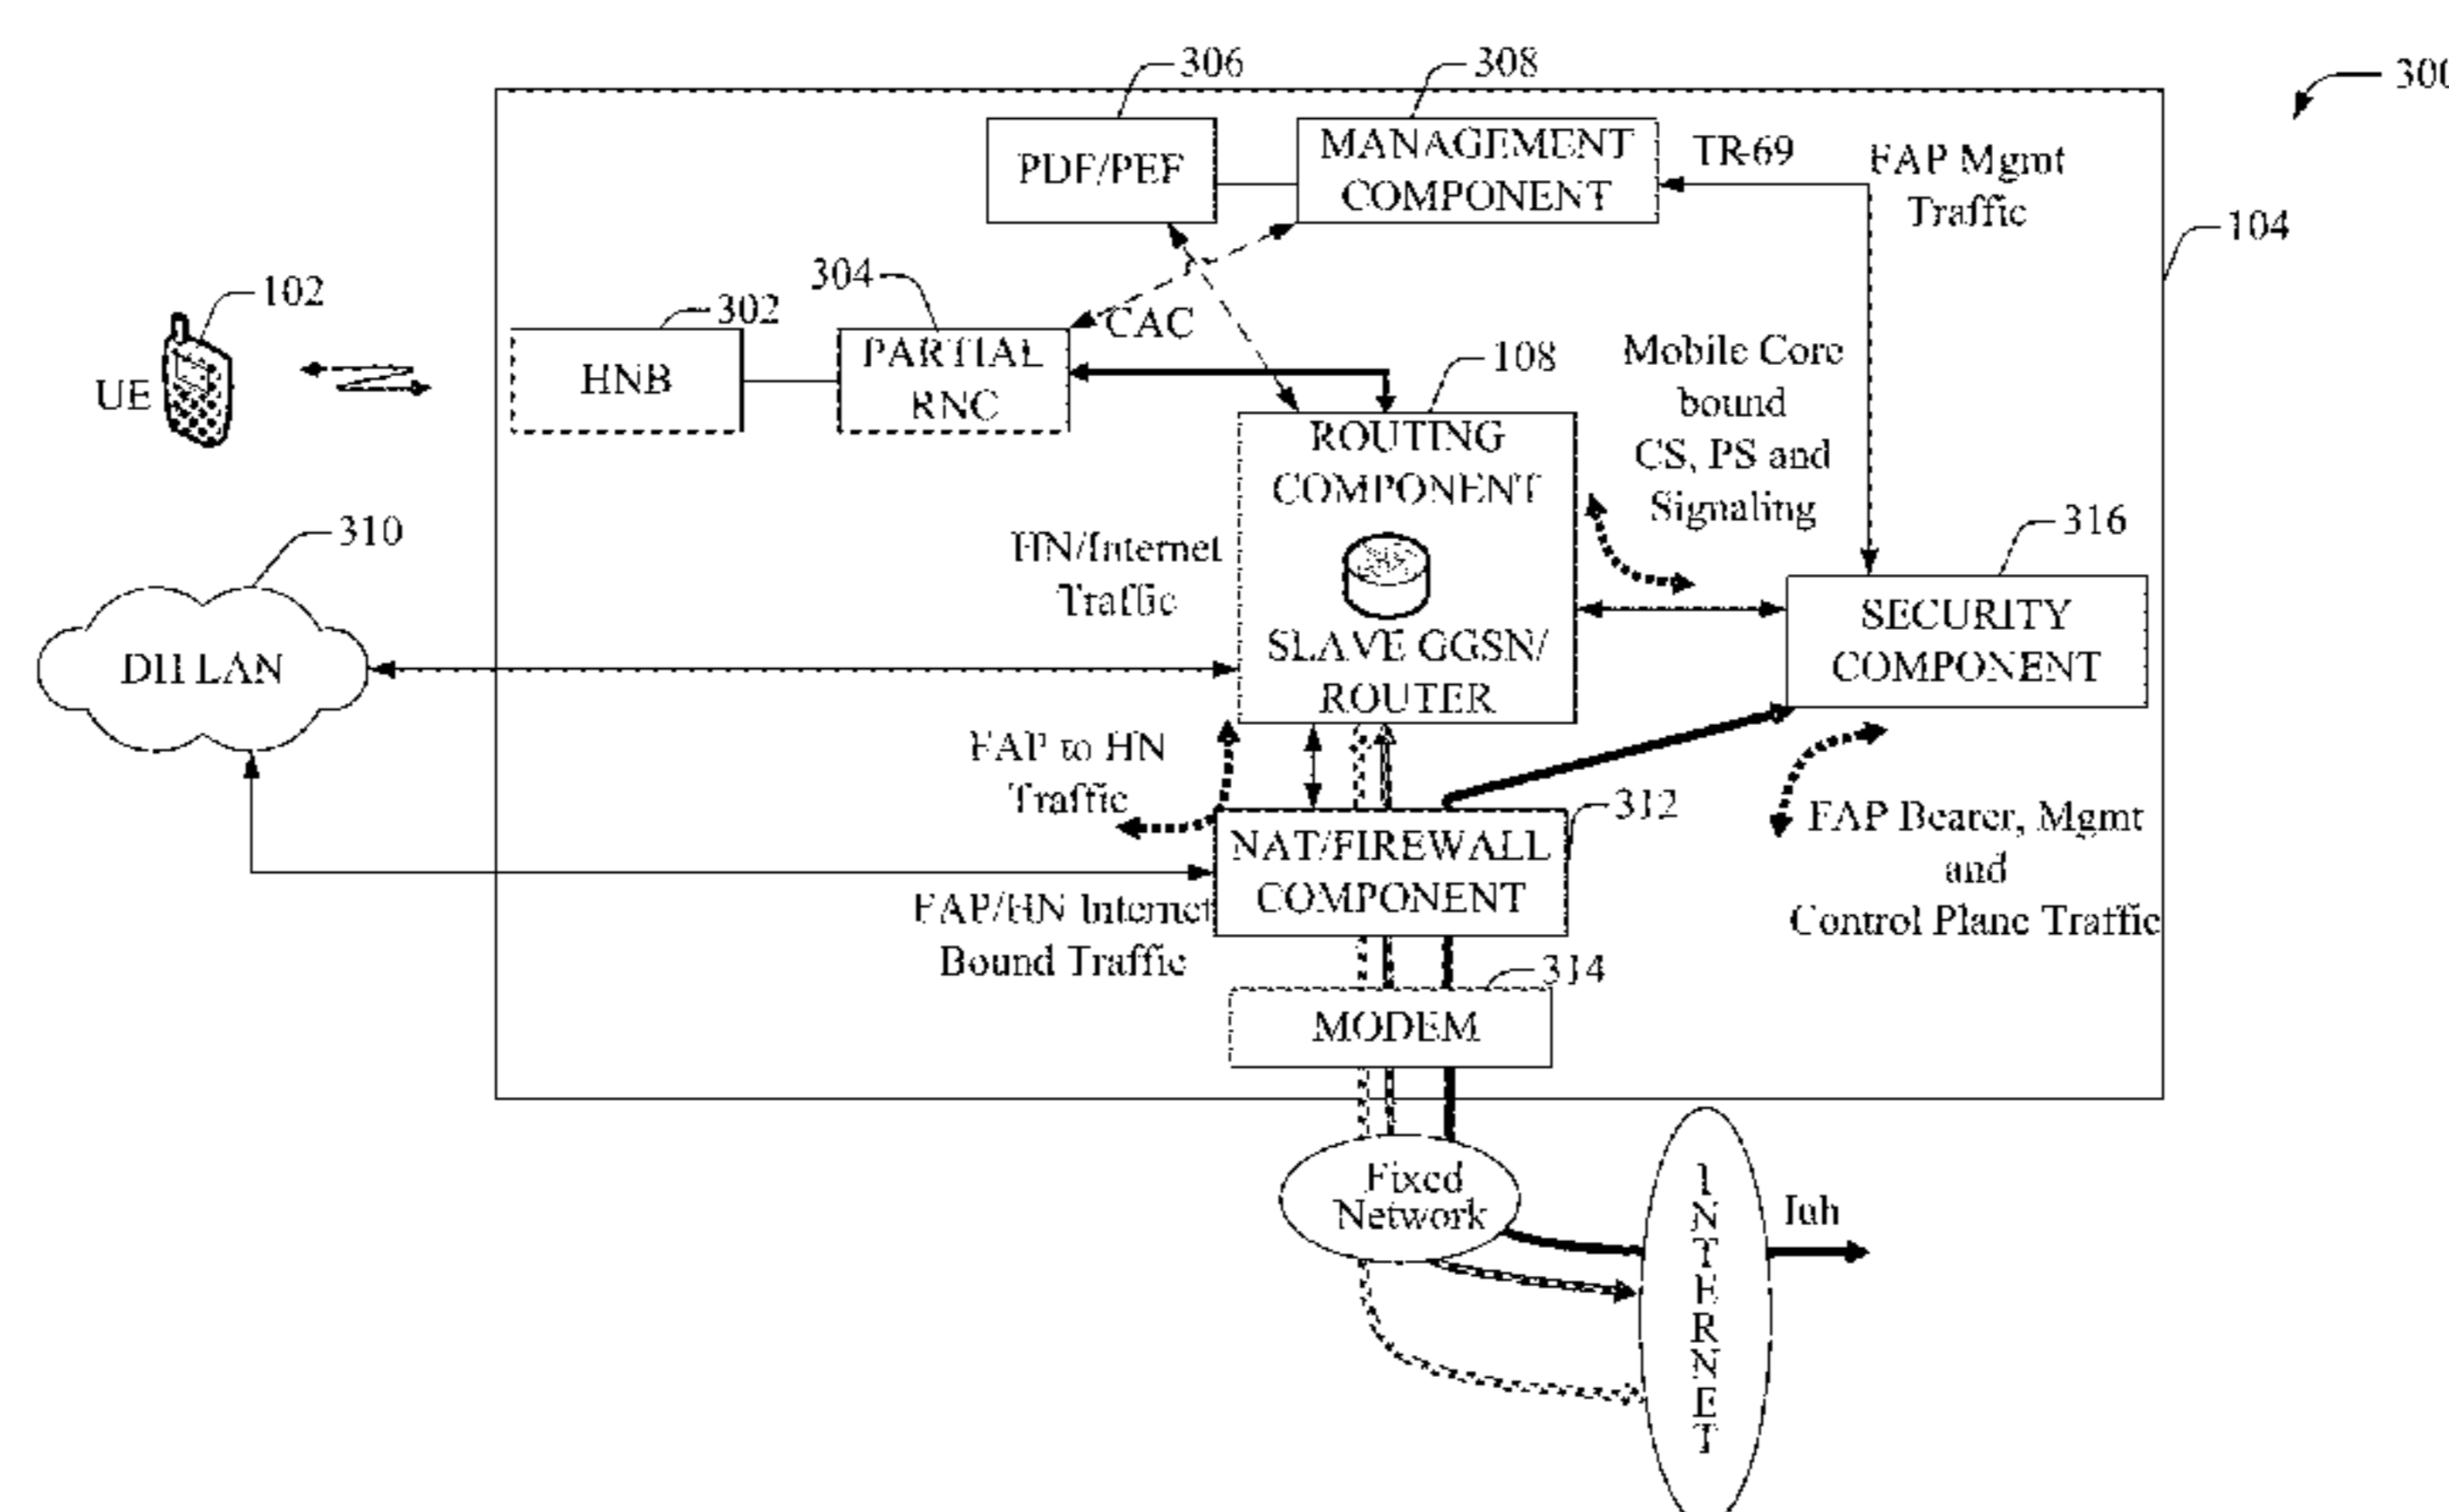 306
308
300
PDF/PEF
MANAGEMENT
COMPONENT
TR-69
FAP Mgmt
Traffic
104
102
UE
302
304
CAC
HNB
PARTIAL
RNC
108
Mobile Core
bound
CS, PS and
Signaling
ROUTING
COMPONENT
SLAVE GGSN/
ROUTER
HN/Internet
Traffic
310
DH LAN
316
SECURITY
COMPONENT
FAP to HN
Traffic
312
NAT/FIREWALL
COMPONENT
FAP Bearer, Mgmt
and
Control Plane Traffic
FAP/HN Internet
Bound Traffic
314
MODEM
Fixed
Network
INTERNET
Iuh